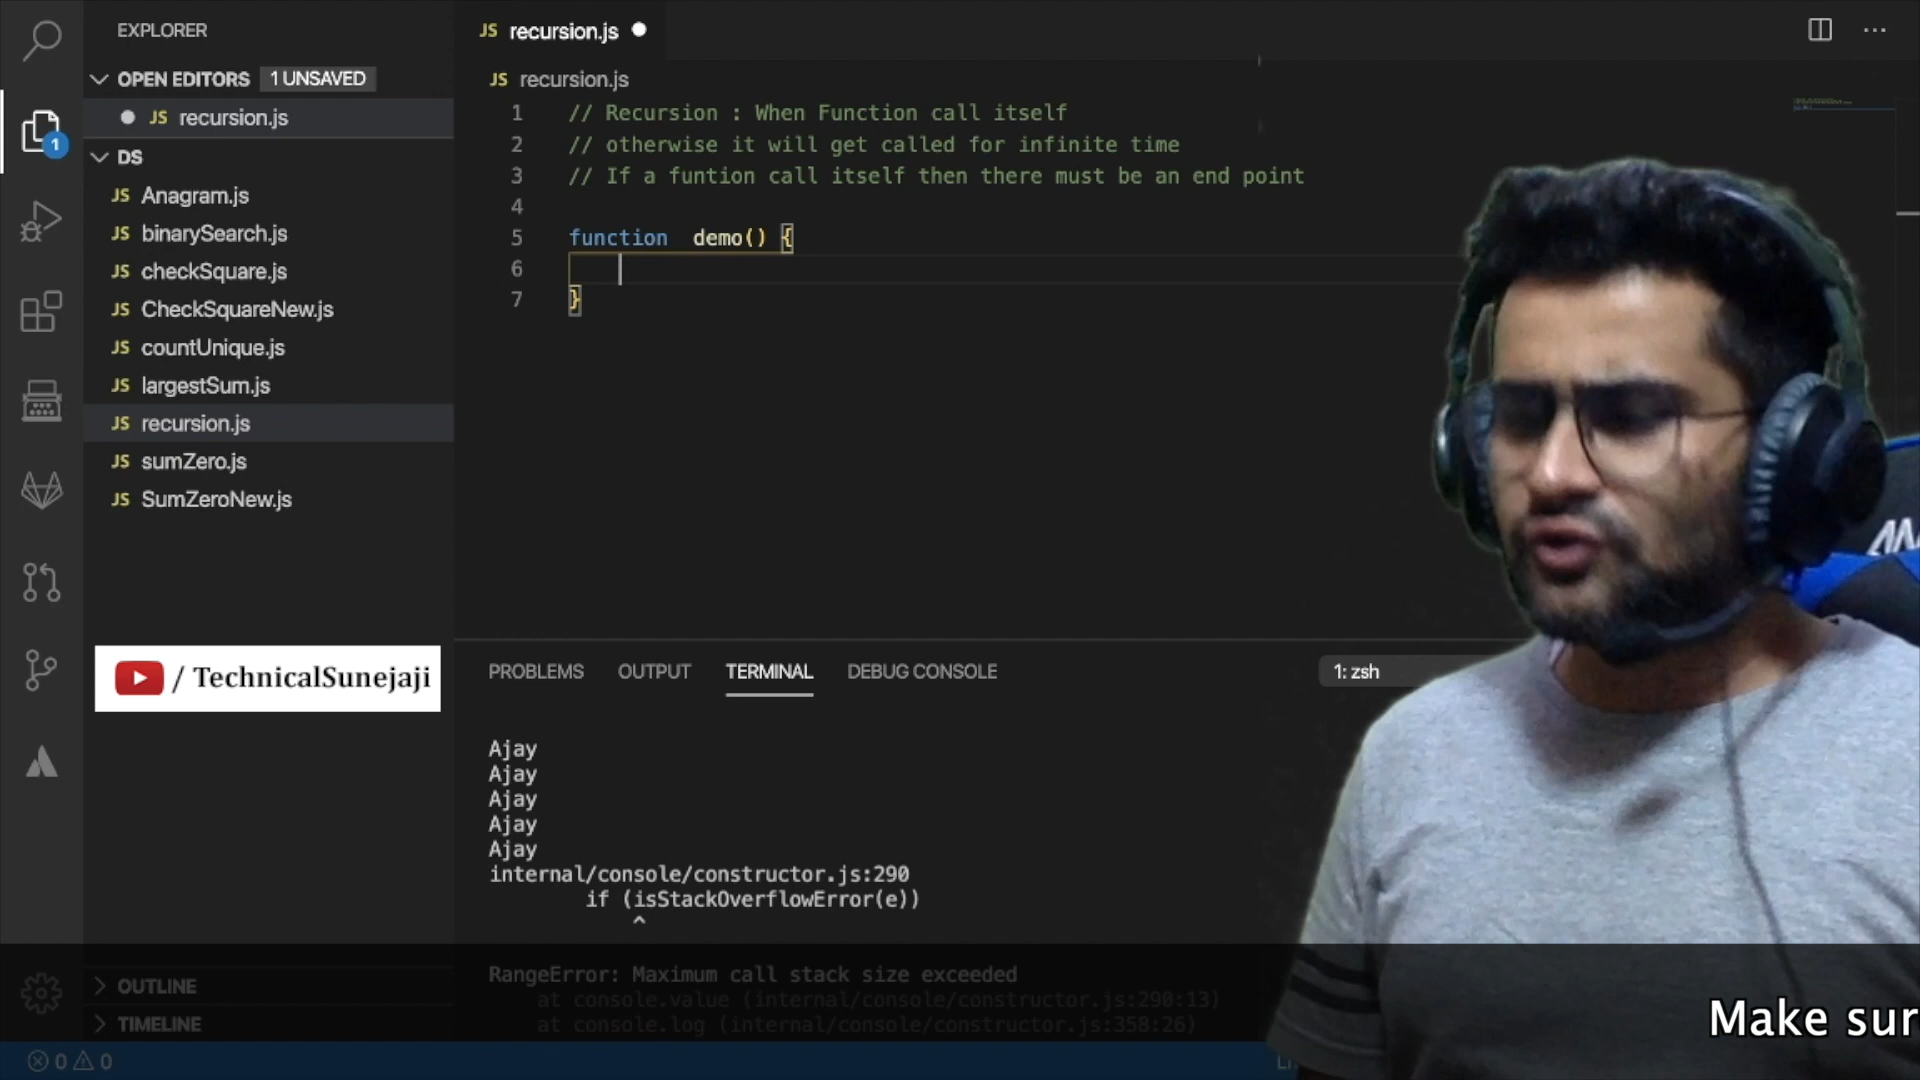 EXPLORER
OPEN EDITORS 1 UNSAVED
JS recursion.js
DS
JS Anagram.js
JS binarySearch.js
JS checkSquare.js
JS CheckSquareNew.js
JS countUnique.js
JS largestSum.js
JS recursion.js
JS sumZero.js
JS SumZeroNew.js
/ TechnicalSunejaji
OUTLINE
TIMELINE
0 0
1
JS recursion.js
JS recursion.js
1 // Recursion : When Function call itself
2 // otherwise it will get called for infinite time
3 // If a funtion call itself then there must be an end point
4
5 function demo() {
6
7 }
PROBLEMS OUTPUT TERMINAL DEBUG CONSOLE 1: zsh
Ajay
Ajay
Ajay
Ajay
Ajay
internal/console/constructor.js:290
if (isStackOverflowError(e))
^
RangeError: Maximum call stack size exceeded
at console.value (internal/console/constructor.js:290:13)
at console.log (internal/console/constructor.js:358:26)
Make sur